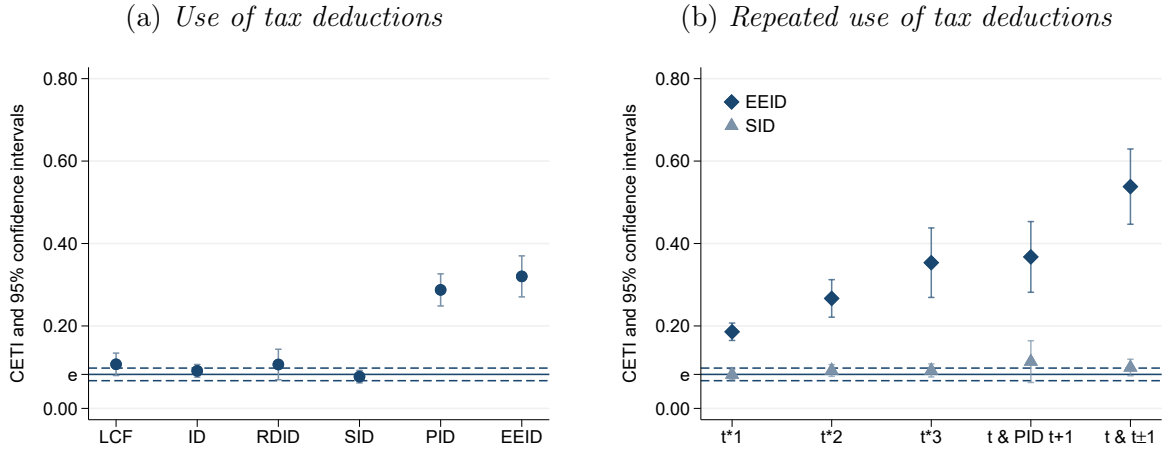 (a) Use of tax deductions
CETI and 95% confidence intervals
0.80
0.60
0.40
0.20
e
0.00
LCF ID RDID SID PID EEID
(b) Repeated use of tax deductions
CETI and 95% confidence intervals
0.80
0.60
0.40
0.20
e
0.00
EEID
SID
t*1 t*2 t*3 t & PID t+1 t & t±1